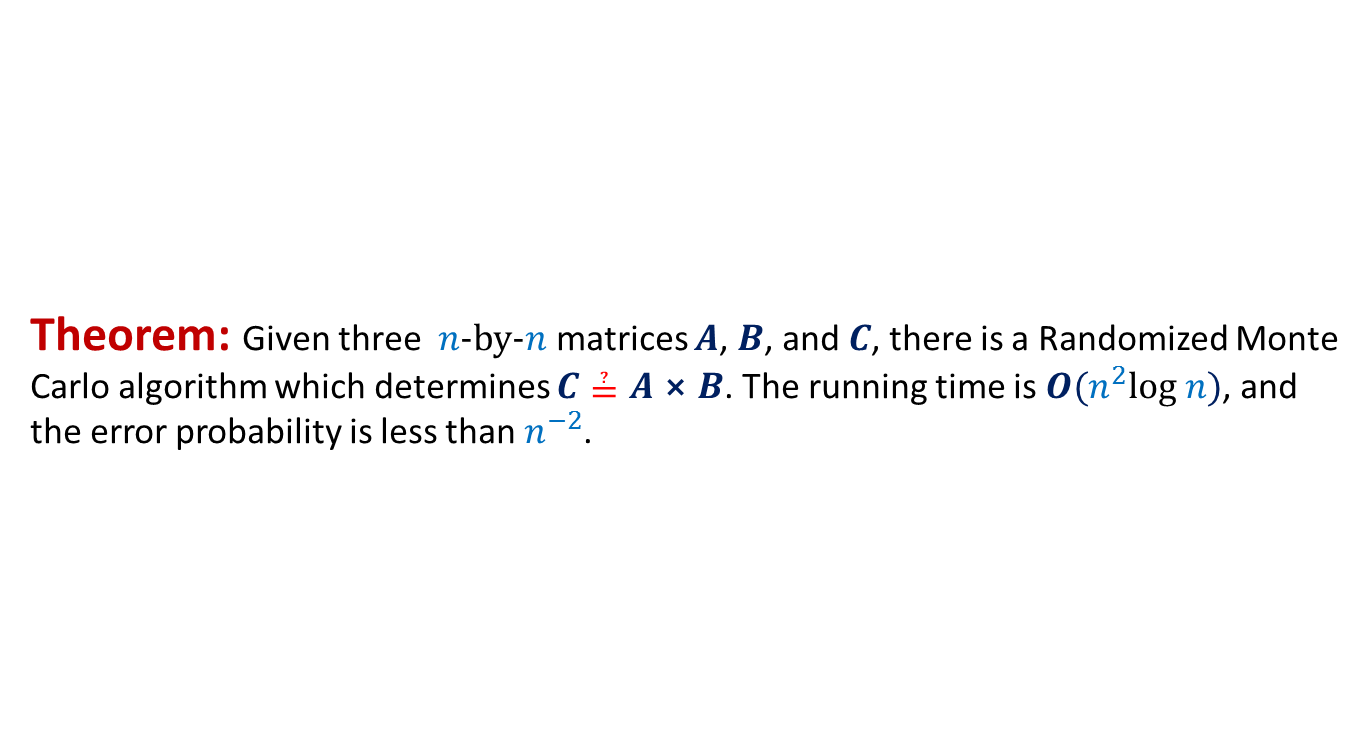 Theorem: Given three n-by-n matrices A, B, and C, there is a Randomized Monte
Carlo algorithm which determines C ≟ A × B. The running time is O(n²log n), and
the error probability is less than n⁻².